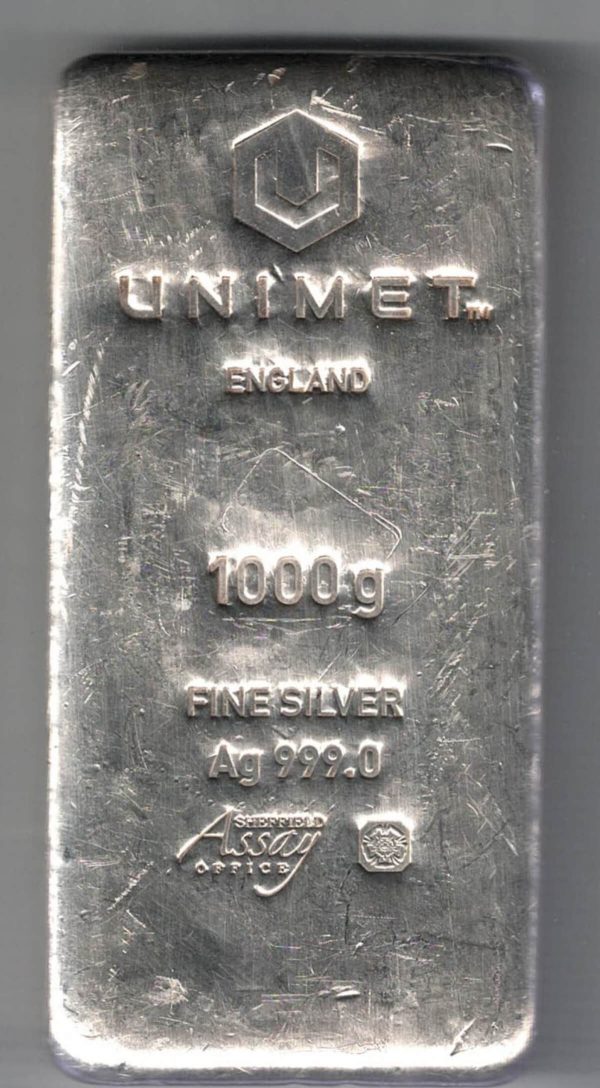 UNIMET™
ENGLAND
1000g
FINE SILVER
Ag 999.0
SHEFFIELD
Assay
OFFICE